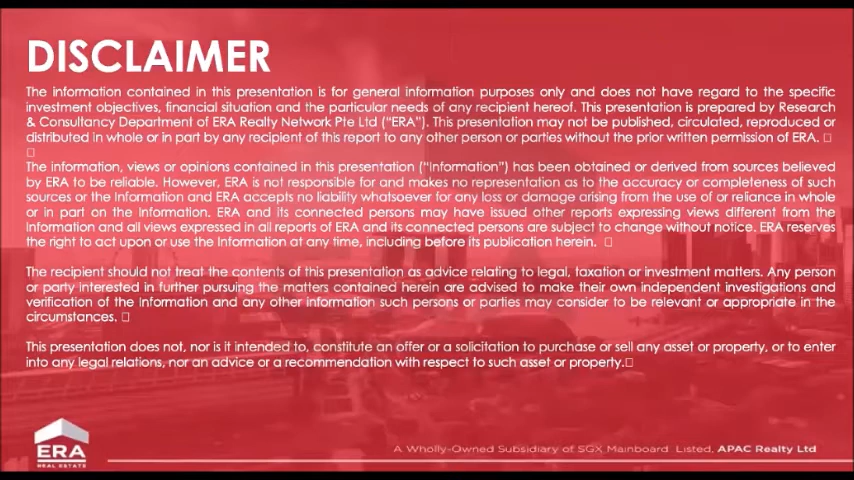 DISCLAIMER
The information contained in this presentation is for general information purposes only and does not have regard to the specific
investment objectives, financial situation and the particular needs of any recipient hereof. This presentation is prepared by Research
& Consultancy Department of ERA Realty Network Pte Ltd (“ERA”). This presentation may not be published, circulated, reproduced or
distributed in whole or in part by any recipient of this report to any other person or parties without the prior written permission of ERA. □
□
The information, views or opinions contained in this presentation (“Information”) has been obtained or derived from sources believed
by ERA to be reliable. However, ERA is not responsible for and makes no representation as to the accuracy or completeness of such
sources or the Information and ERA accepts no liability whatsoever for any loss or damage arising from the use of or reliance in whole
or in part on the Information. ERA and its connected persons may have issued other reports expressing views different from the
Information and all views expressed in all reports of ERA and its connected persons are subject to change without notice. ERA reserves
the right to act upon or use the Information at any time, including before its publication herein. □
The recipient should not treat the contents of this presentation as advice relating to legal, taxation or investment matters. Any person
or party interested in further pursuing the matters contained herein are advised to make their own independent investigations and
verification of the Information and any other information such persons or parties may consider to be relevant or appropriate in the
circumstances. □
This presentation does not, nor is it intended to, constitute an offer or a solicitation to purchase or sell any asset or property, or to enter
into any legal relations, nor an advice or a recommendation with respect to such asset or property.□
ERA
REAL ESTATE
A Wholly-Owned Subsidiary of SGX Mainboard Listed, APAC Realty Ltd